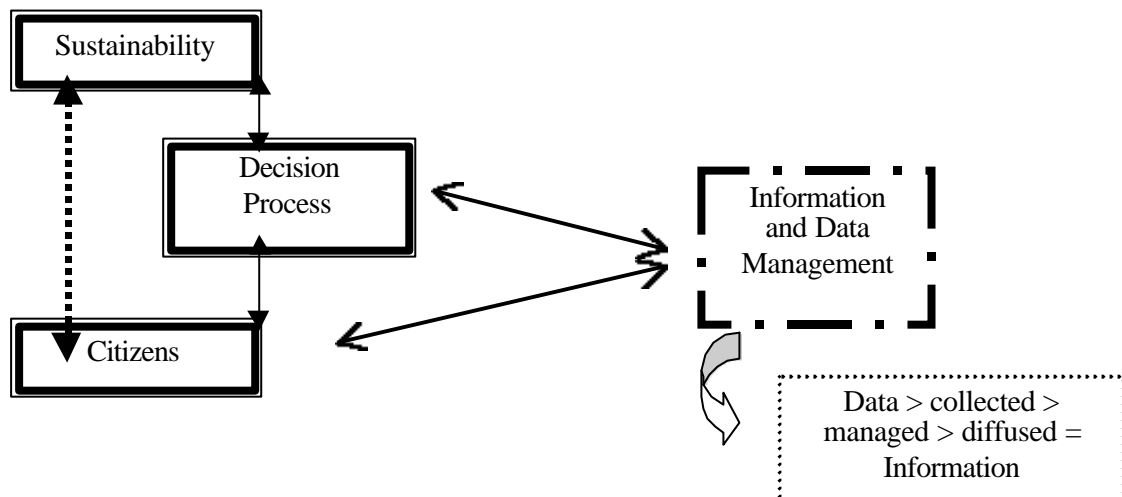 Sustainability
Decision
Process
Information
and Data
Management
Citizens
Data > collected >
managed > diffused =
Information